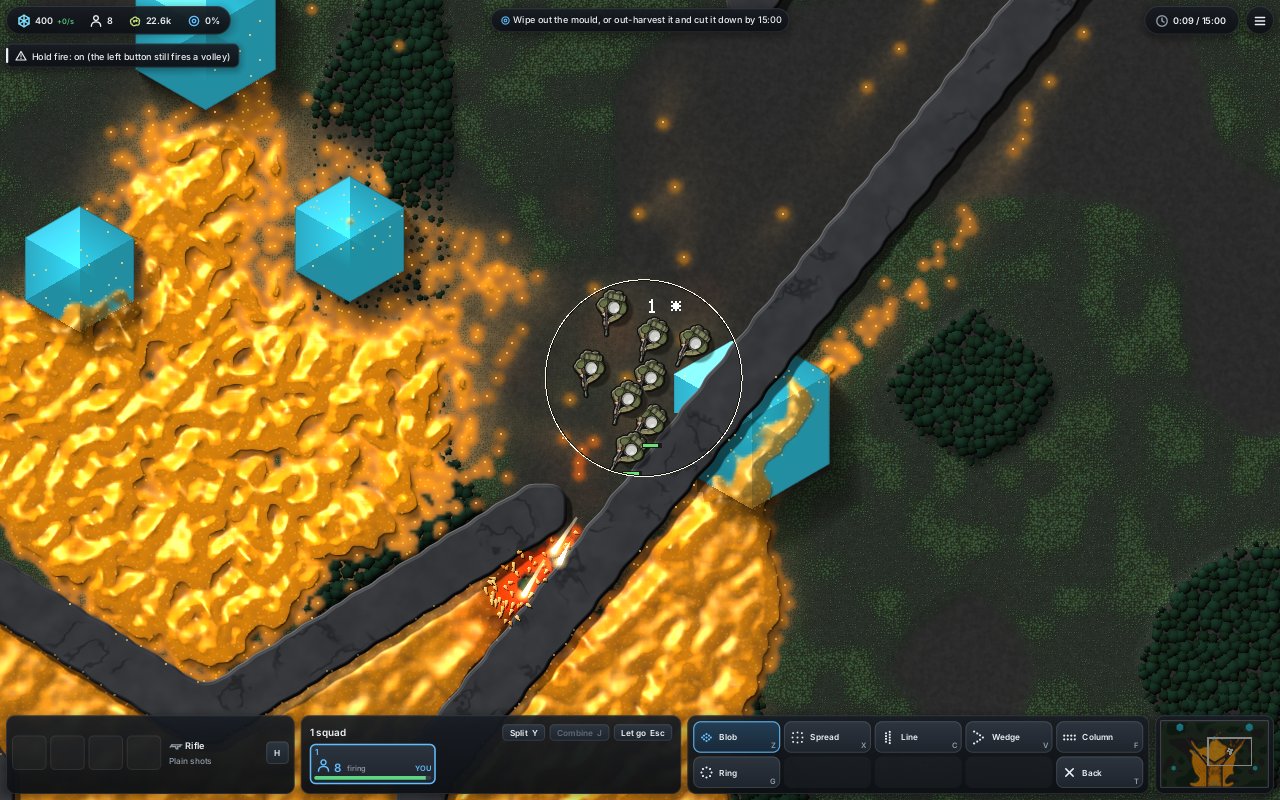 400 +0/s 8 22.6k 0%
Wipe out the mould, or out-harvest it and cut it down by 15:00
0:09 / 15:00
Hold fire: on (the left button still fires a volley)
1
Rifle
Plain shots
H
1 squad
Split Y
Combine J
Let go Esc
1
8 firing YOU
Blob Z
Spread X
Line C
Wedge V
Column F
Ring G
Back T